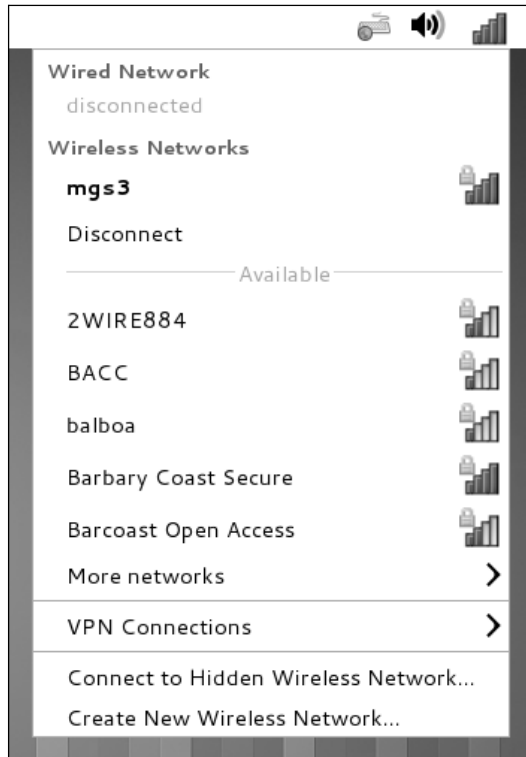 Wired Network
disconnected
Wireless Networks
mgs3
Disconnect
Available
2WIRE884
BACC
balboa
Barbary Coast Secure
Barcoast Open Access
More networks
VPN Connections
Connect to Hidden Wireless Network...
Create New Wireless Network...